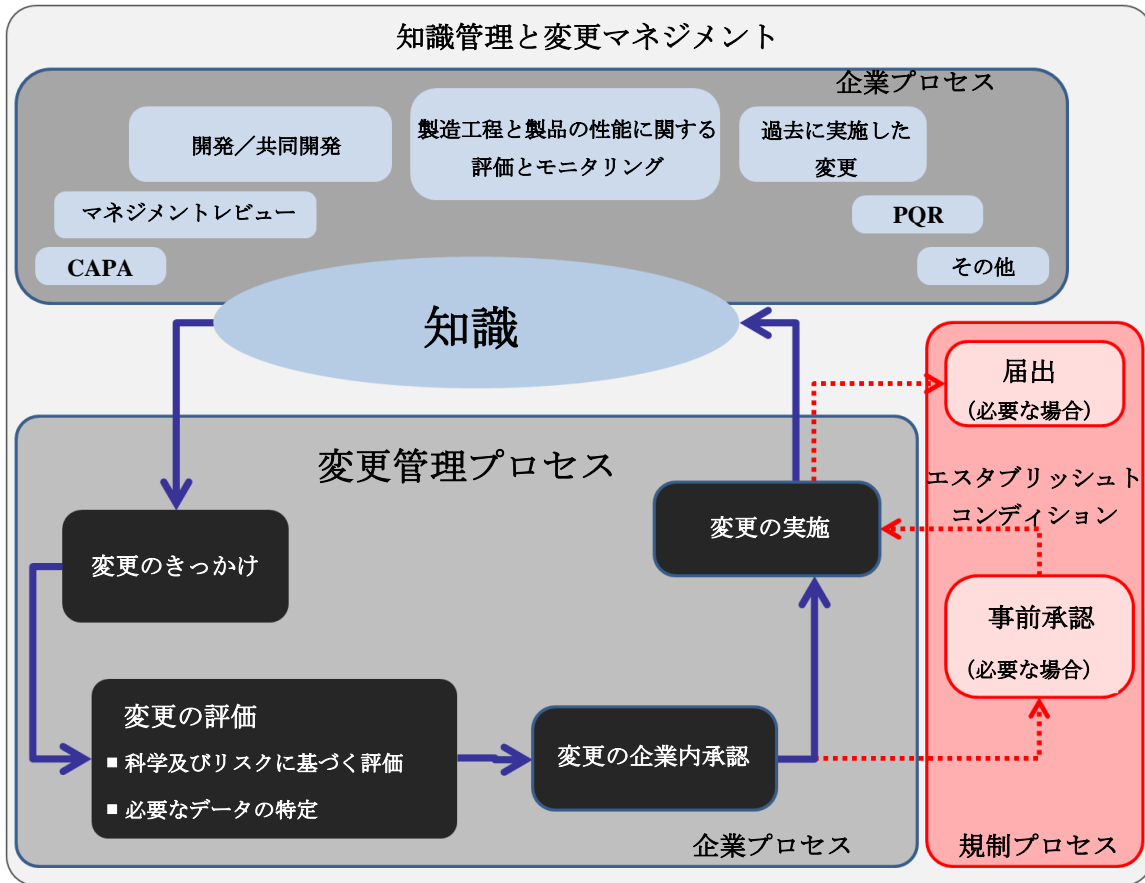 知識管理と変更マネジメント
企業プロセス
開発／共同開発
製造工程と製品の性能に関する
評価とモニタリング
過去に実施した
変更
マネジメントレビュー
PQR
CAPA
その他
知識
変更管理プロセス
変更のきっかけ
変更の評価
■ 科学及びリスクに基づく評価
■ 必要なデータの特定
変更の企業内承認
変更の実施
企業プロセス
届出
（必要な場合）
エスタブリッシュト
コンディション
事前承認
（必要な場合）
規制プロセス